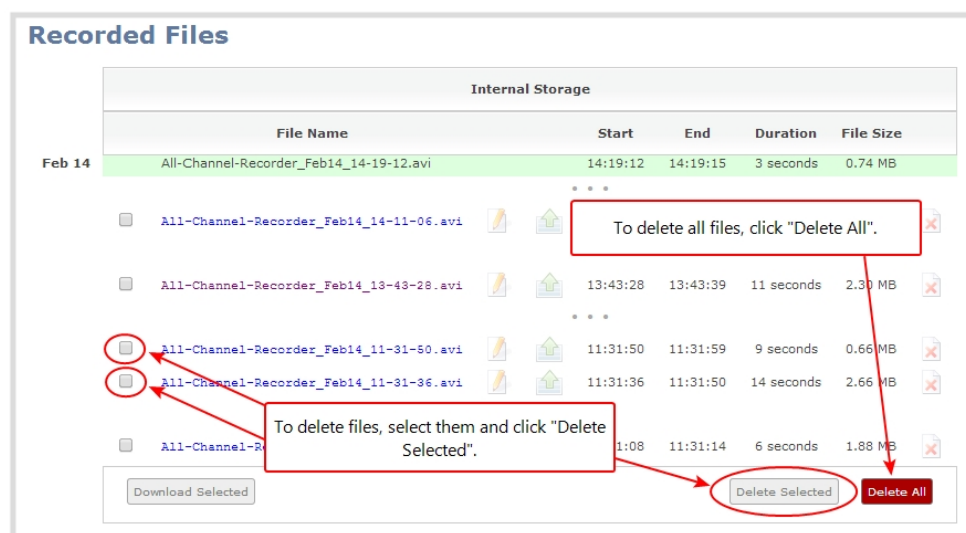 Recorded Files
Internal Storage
File Name Start End Duration File Size
Feb 14 All-Channel-Recorder_Feb14_14-19-12.avi 14:19:12 14:19:15 3 seconds 0.74 MB
All-Channel-Recorder_Feb14_14-11-06.avi
To delete all files, click "Delete All".
All-Channel-Recorder_Feb14_13-43-28.avi 13:43:28 13:43:39 11 seconds 2.30 MB
All-Channel-Recorder_Feb14_11-31-50.avi 11:31:50 11:31:59 9 seconds 0.66 MB
All-Channel-Recorder_Feb14_11-31-36.avi 11:31:36 11:31:50 14 seconds 2.66 MB
To delete files, select them and click "Delete
Selected".
All-Channel- 1:08 11:31:14 6 seconds 1.88 MB
Download Selected Delete Selected Delete All